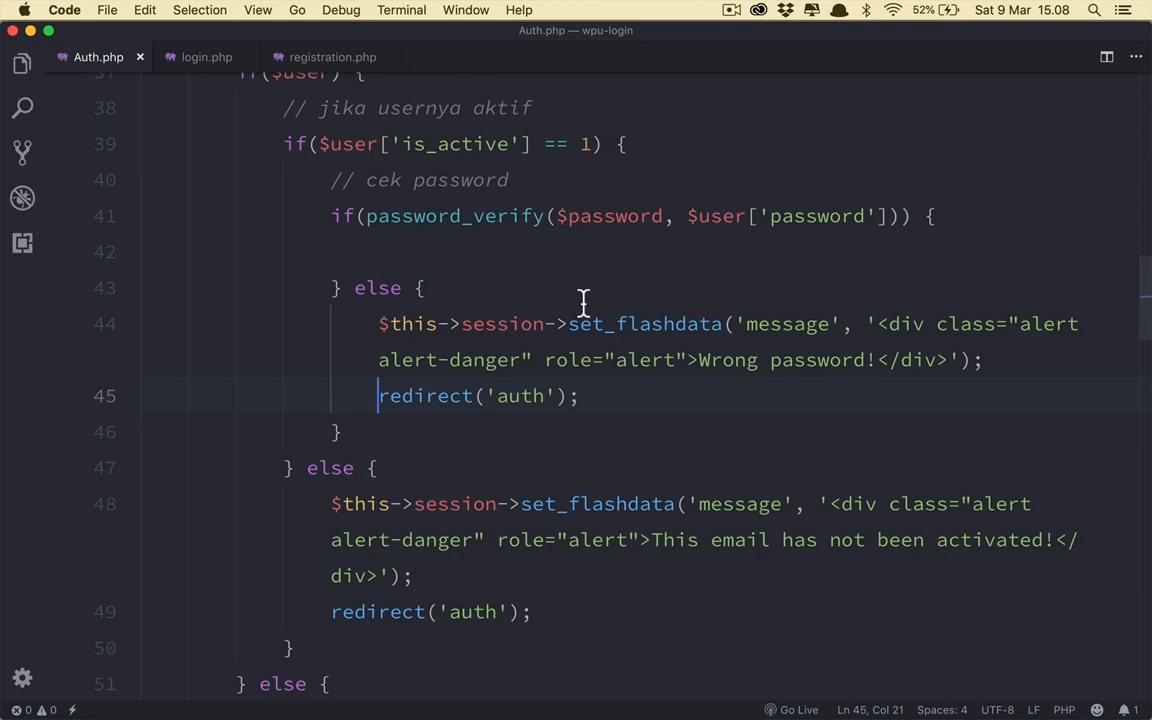 Code File Edit Selection View Go Debug Terminal Window Help 52% Sat 9 Mar 15.08
Auth.php — wpu-login
Auth.php × login.php registration.php
37 if($user) {
38 // jika usernya aktif
39 if($user['is_active'] == 1) {
40 // cek password
41 if(password_verify($password, $user['password'])) {
42
43 } else {
44 $this->session->set_flashdata('message', '<div class="alert
alert-danger" role="alert">Wrong password!</div>');
45 redirect('auth');
46 }
47 } else {
48 $this->session->set_flashdata('message', '<div class="alert
alert-danger" role="alert">This email has not been activated!</
div>');
49 redirect('auth');
50 }
51 } else {
0 0 Go Live Ln 45, Col 21 Spaces: 4 UTF-8 LF PHP 1